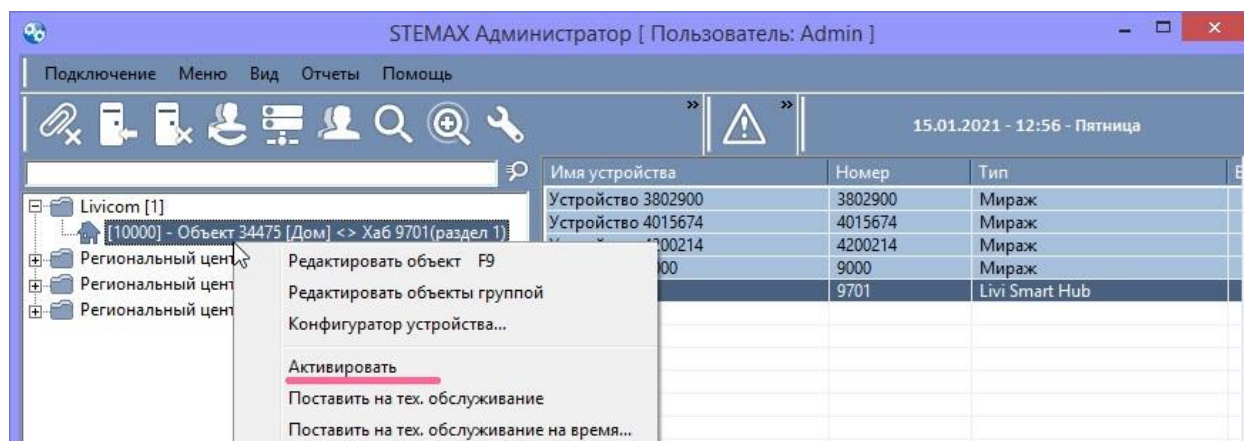 STEMAX Администратор [ Пользователь: Admin ]
Подключение Меню Вид Отчеты Помощь
15.01.2021 - 12:56 - Пятница
Имя устройства Номер Тип
Livicom [1]
[10000] - Объект 34475 [Дом] <> Хаб 9701(раздел 1)
Региональный
Региональный
Региональный
Устройство 3802900 3802900 Мираж
Устройство 4015674 4015674 Мираж
4200214 Мираж
9000 Мираж
9701 Livi Smart Hub
Редактировать объект F9
Редактировать объекты группой
Конфигуратор устройства...
Активировать
Поставить на тех. обслуживание
Поставить на тех. обслуживание на время...